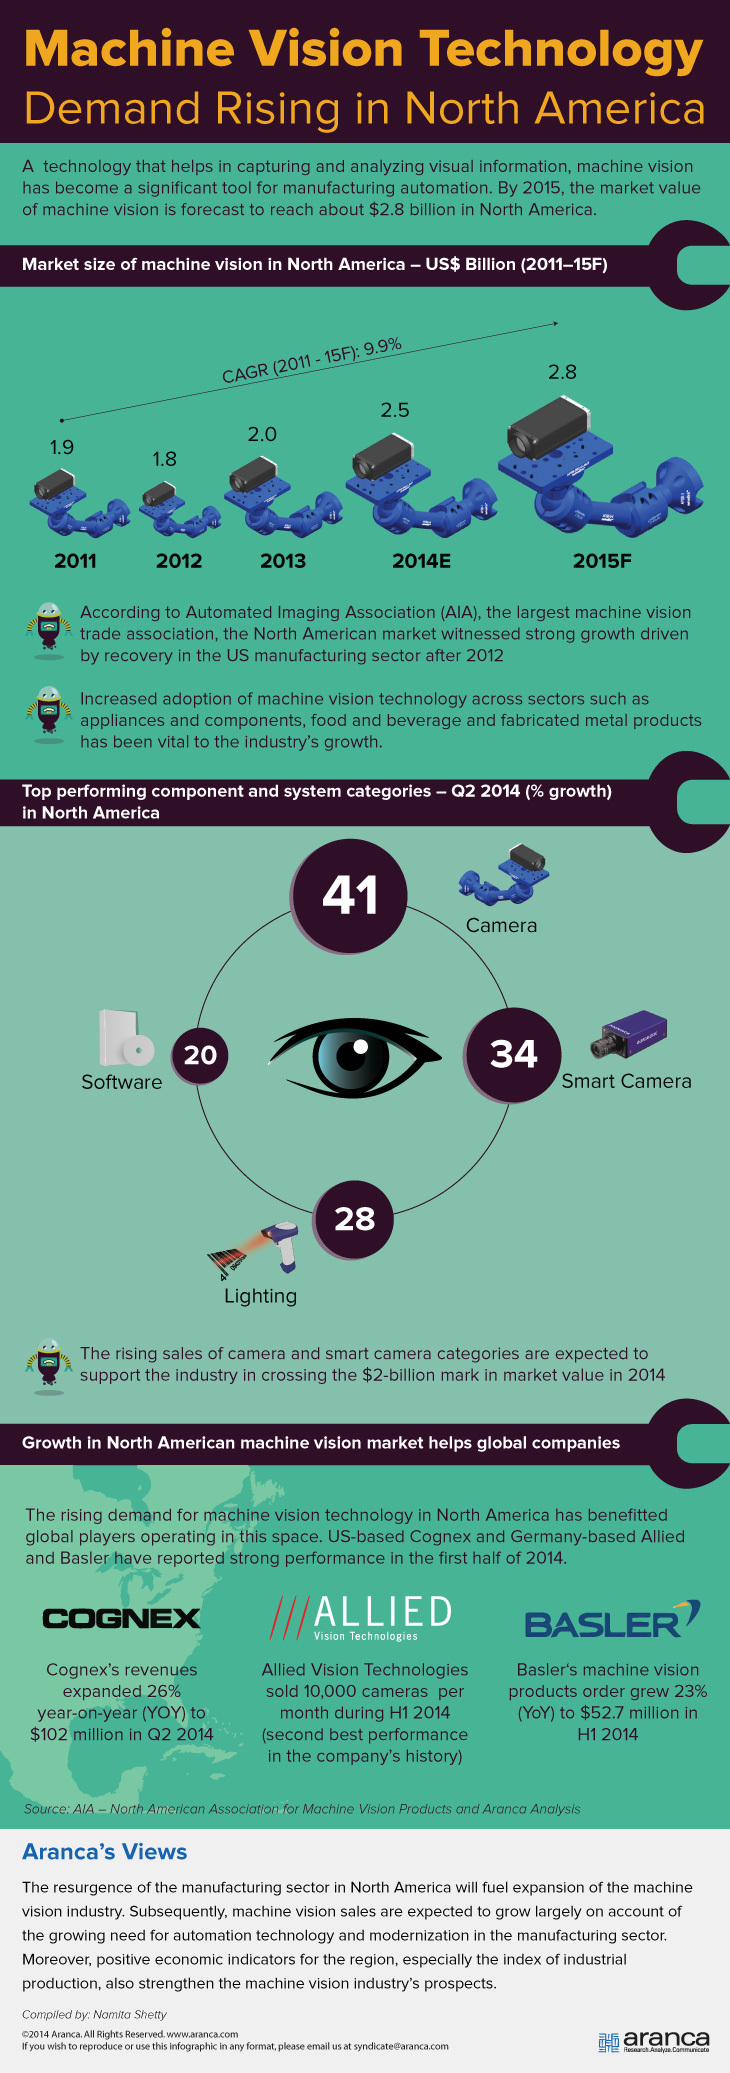 Machine Vision Technology
Demand Rising in North America
A technology that helps in capturing and analyzing visual information, machine vision
has become a significant tool for manufacturing automation. By 2015, the market value
of machine vision is forecast to reach about $2.8 billion in North America.
Market size of machine vision in North America – US$ Billion (2011–15F)
CAGR (2011 - 15F): 9.9%
1.9
1.8
2.0
2.5
2.8
2011
2012
2013
2014E
2015F
According to Automated Imaging Association (AIA), the largest machine vision
trade association, the North American market witnessed strong growth driven
by recovery in the US manufacturing sector after 2012
Increased adoption of machine vision technology across sectors such as
appliances and components, food and beverage and fabricated metal products
has been vital to the industry's growth.
Top performing component and system categories – Q2 2014 (% growth)
in North America
41
Camera
34
Smart Camera
20
Software
28
Lighting
The rising sales of camera and smart camera categories are expected to
support the industry in crossing the $2-billion mark in market value in 2014
Growth in North American machine vision market helps global companies
The rising demand for machine vision technology in North America has benefitted
global players operating in this space. US-based Cognex and Germany-based Allied
and Basler have reported strong performance in the first half of 2014.
COGNEX
Cognex's revenues
expanded 26%
year-on-year (YOY) to
$102 million in Q2 2014
ALLIED
Vision Technologies
Allied Vision Technologies
sold 10,000 cameras per
month during H1 2014
(second best performance
in the company's history)
BASLER
Basler's machine vision
products order grew 23%
(YoY) to $52.7 million in
H1 2014
Source: AIA – North American Association for Machine Vision Products and Aranca Analysis
Aranca's Views
The resurgence of the manufacturing sector in North America will fuel expansion of the machine
vision industry. Subsequently, machine vision sales are expected to grow largely on account of
the growing need for automation technology and modernization in the manufacturing sector.
Moreover, positive economic indicators for the region, especially the index of industrial
production, also strengthen the machine vision industry's prospects.
Compiled by: Namita Shetty
©2014 Aranca. All Rights Reserved. www.aranca.com
If you wish to reproduce or use this infographic in any format, please email us at syndicate@aranca.com
aranca
Research.Analyze.Communicate